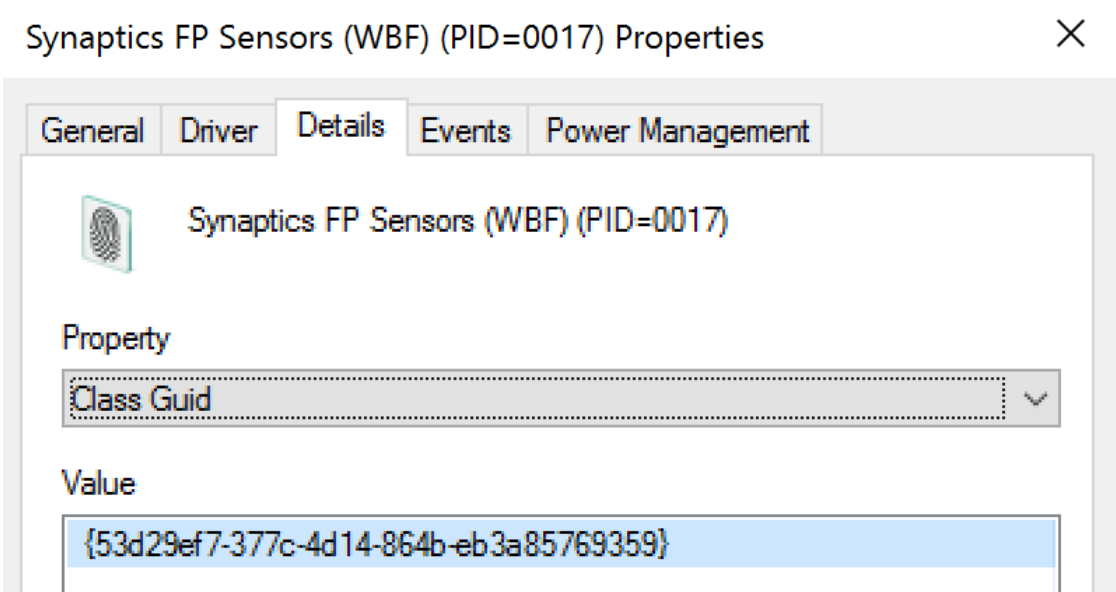 Synaptics FP Sensors (WBF) (PID=0017) Properties
General Driver Details Events Power Management
Synaptics FP Sensors (WBF) (PID=0017)
Property
Class Guid
Value
{53d29ef7-377c-4d14-864b-eb3a85769359}